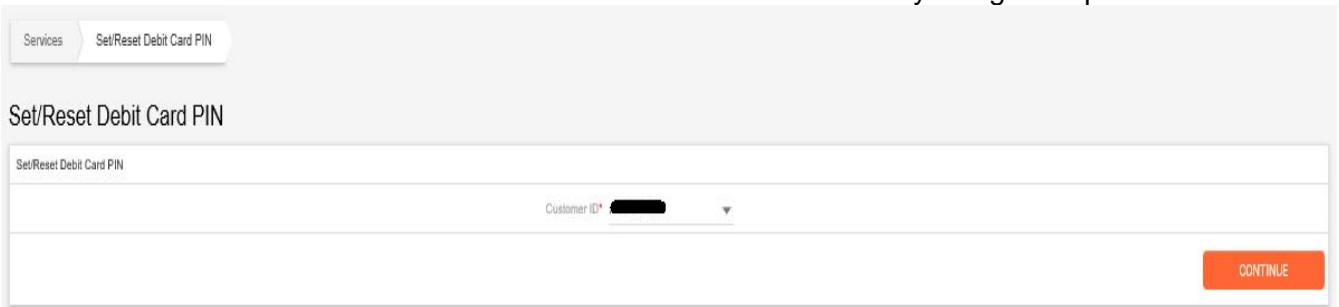 Services Set/Reset Debit Card PIN
Set/Reset Debit Card PIN
Set/Reset Debit Card PIN
Customer ID*
CONTINUE